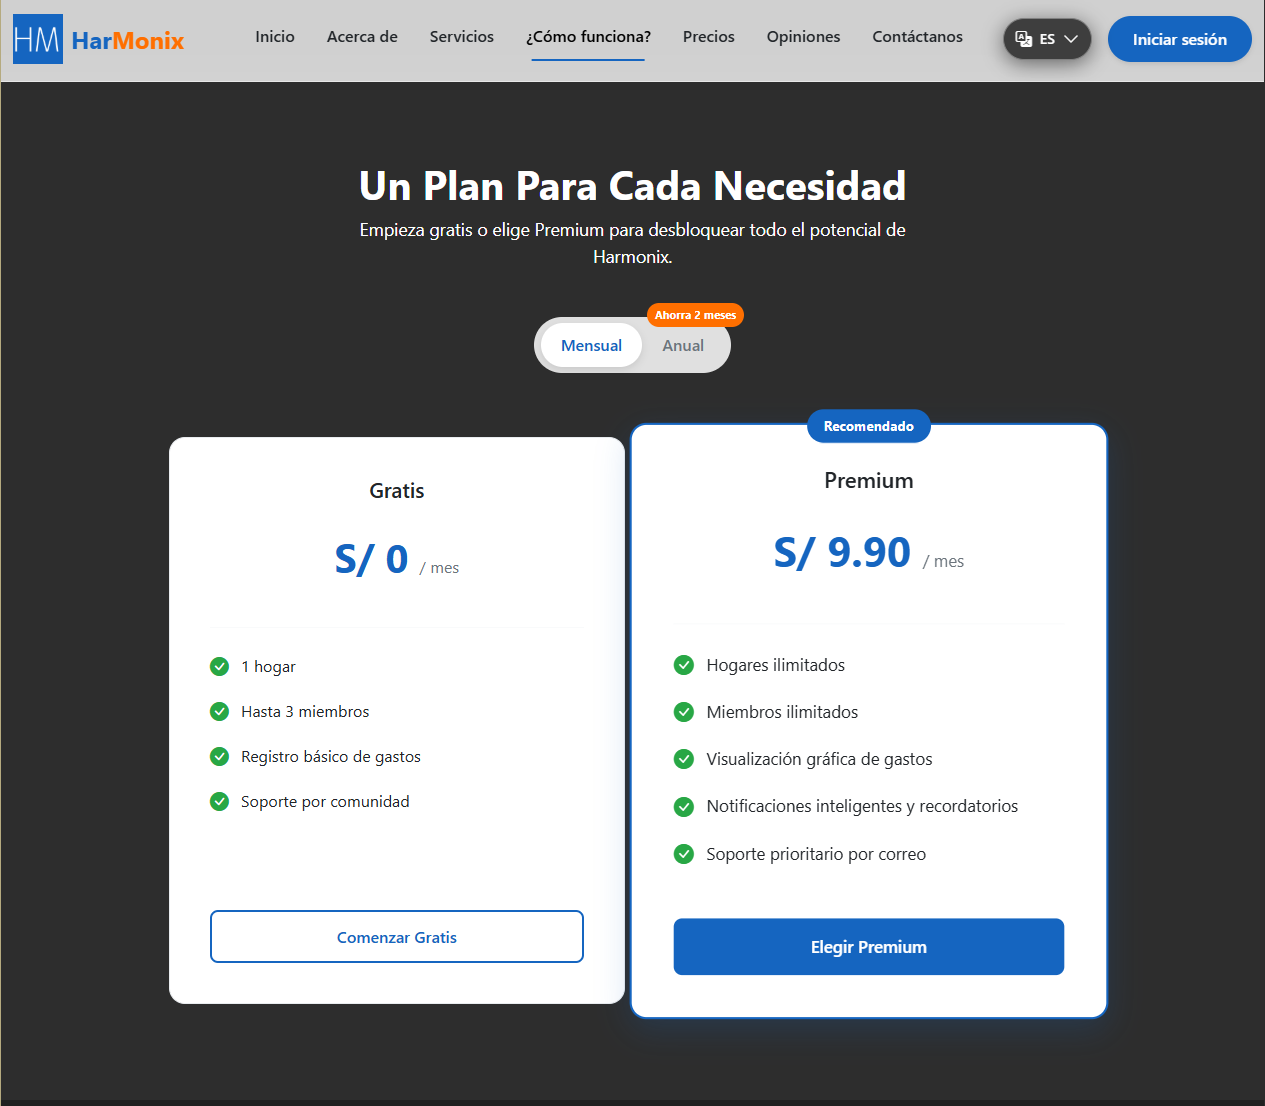 HM HarMonix
Inicio Acerca de Servicios ¿Cómo funciona? Precios Opiniones Contáctanos ES Iniciar sesión
Un Plan Para Cada Necesidad
Empieza gratis o elige Premium para desbloquear todo el potencial de
Harmonix.
Ahorra 2 meses
Mensual Anual
Gratis
S/ 0 / mes
1 hogar
Hasta 3 miembros
Registro básico de gastos
Soporte por comunidad
Comenzar Gratis
Recomendado
Premium
S/ 9.90 / mes
Hogares ilimitados
Miembros ilimitados
Visualización gráfica de gastos
Notificaciones inteligentes y recordatorios
Soporte prioritario por correo
Elegir Premium